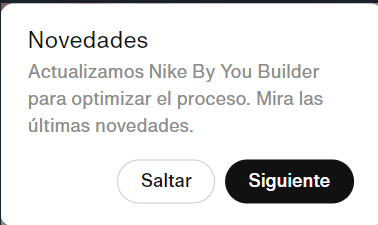 Novedades
Actualizamos Nike By You Builder
para optimizar el proceso. Mira las
últimas novedades.
Saltar
Siguiente